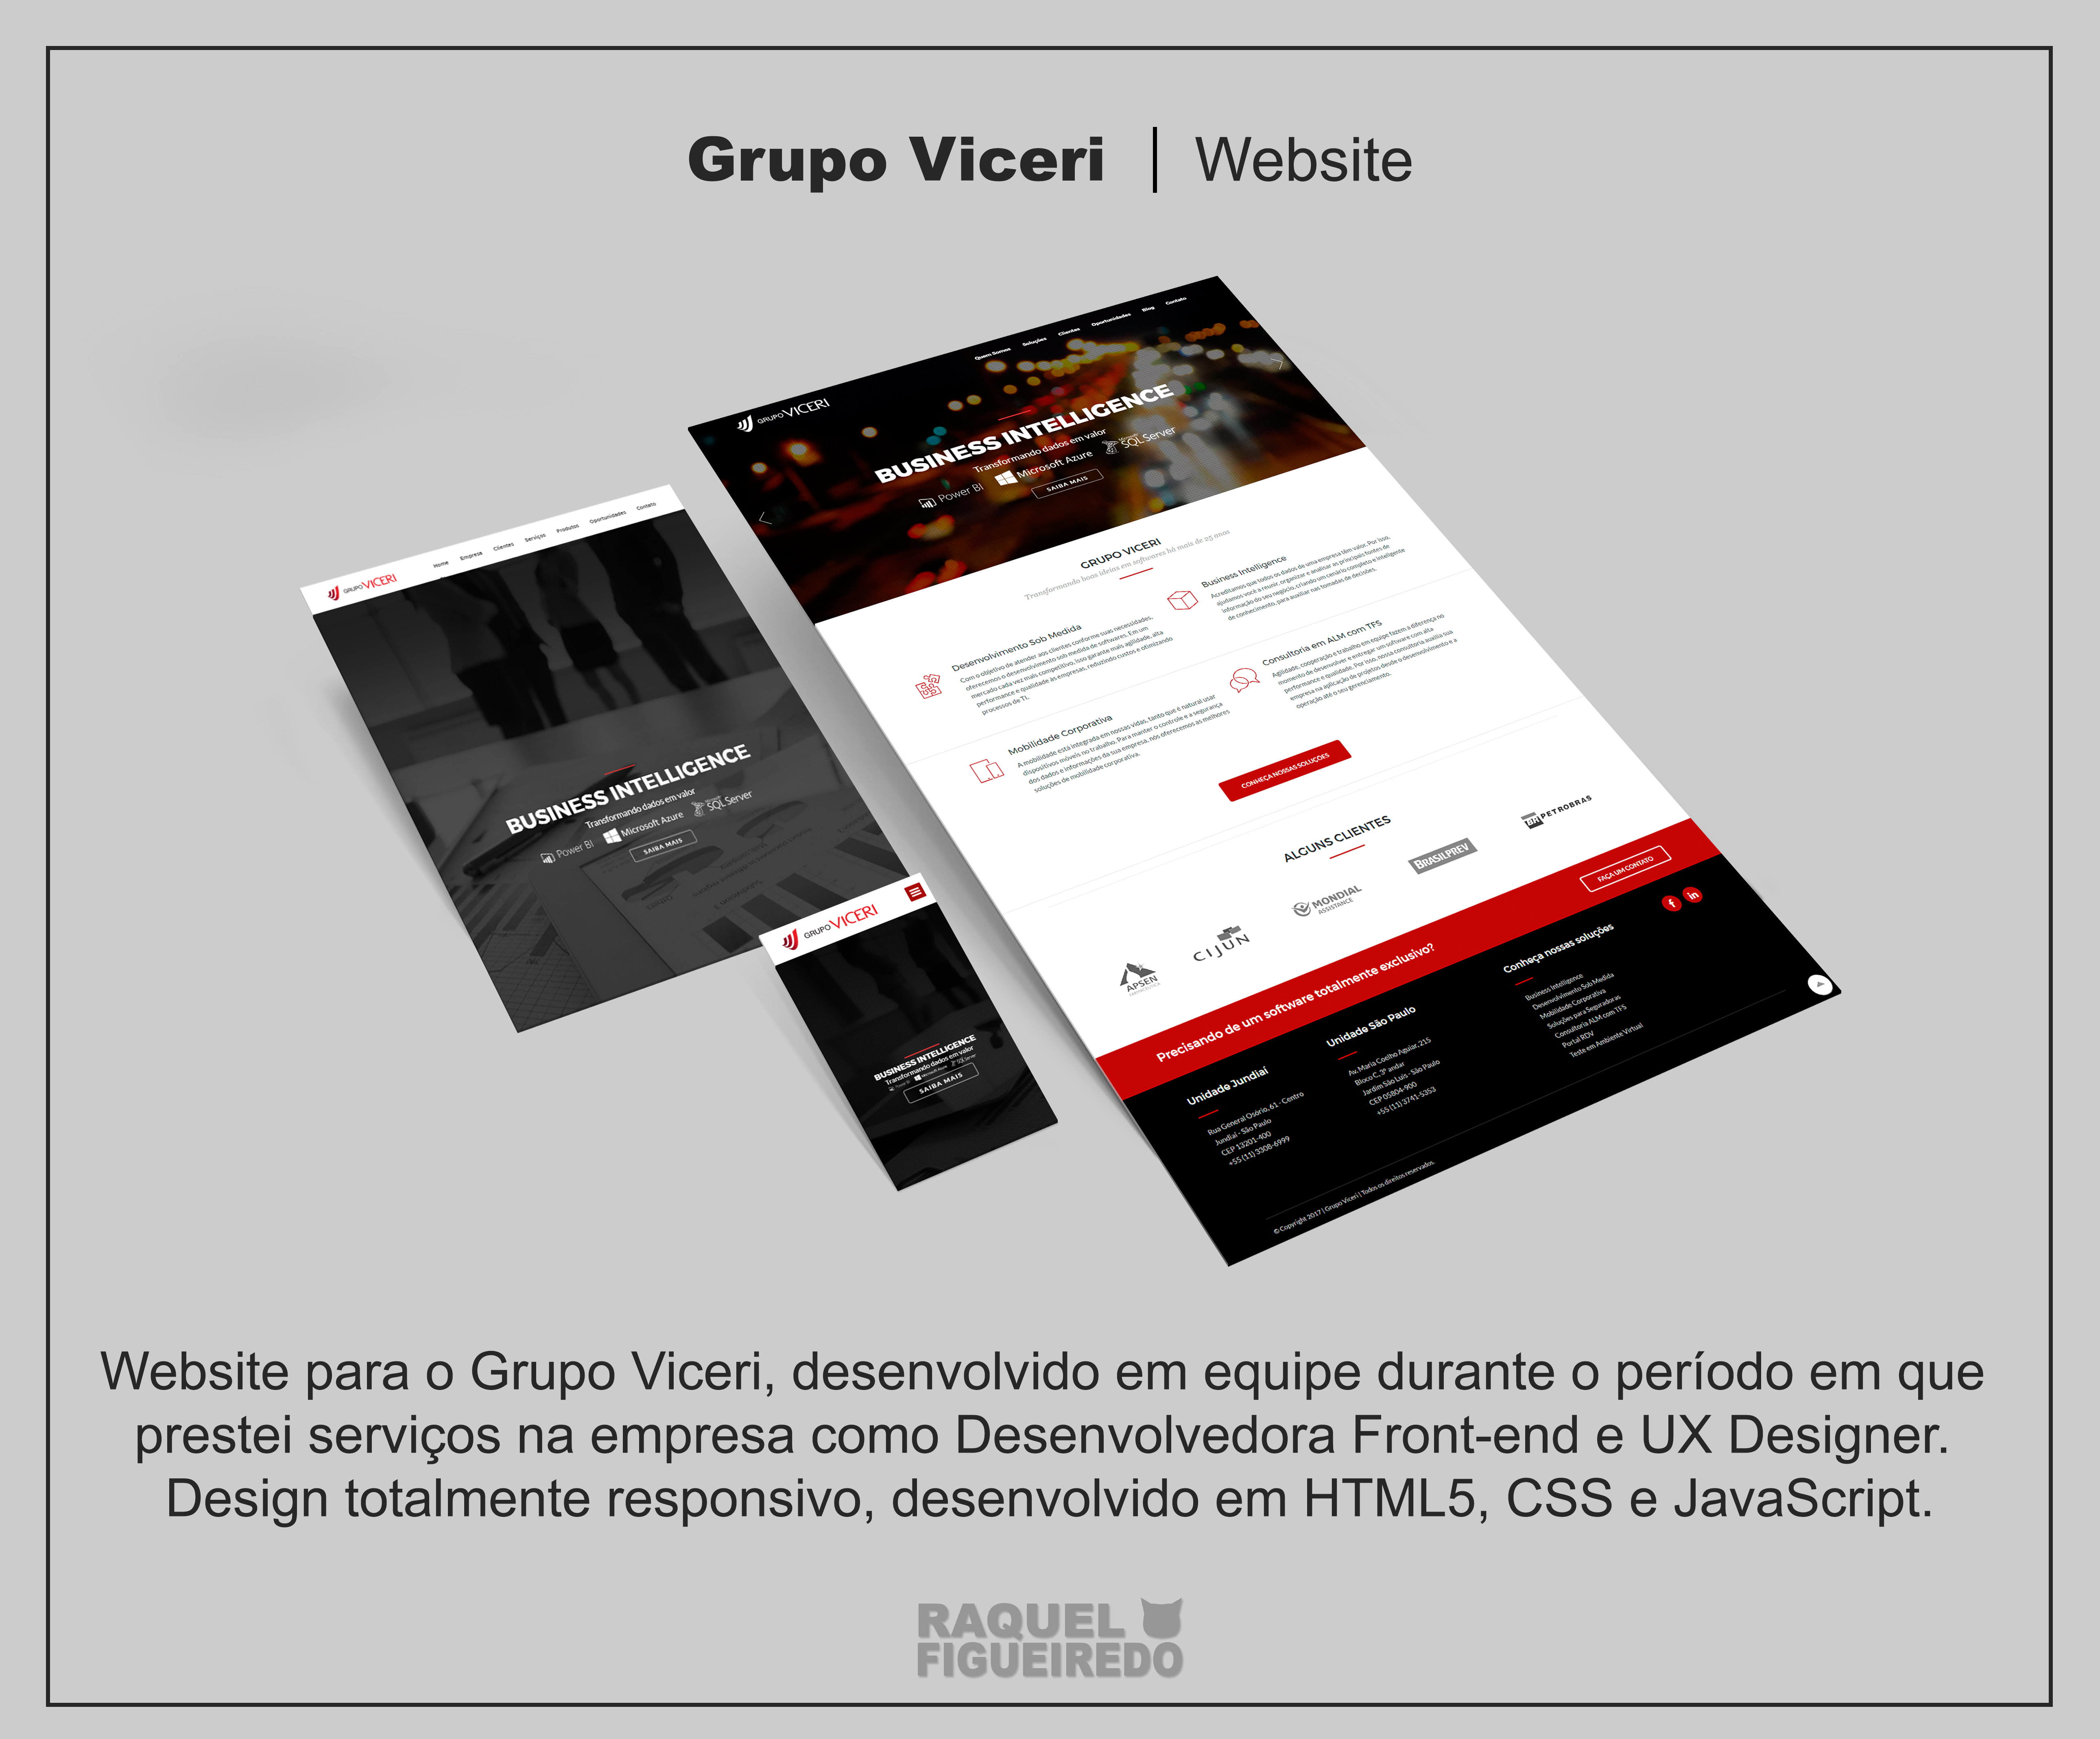 Grupo Viceri | Website
GRUPO VICERI
Quem Somos Soluções Clientes Oportunidades Blog Contato
BUSINESS INTELLIGENCE
Transformando dados em valor
Power BI Microsoft Azure SQL Server
SAIBA MAIS
GRUPO VICERI
Transformando boas ideias em softwares há mais de 25 anos
Desenvolvimento Sob Medida
Com o objetivo de atender aos clientes conforme suas necessidades,
oferecemos o desenvolvimento sob medida de softwares. Em um
mercado cada vez mais competitivo, isso garante mais agilidade, alta
performance e qualidade às empresas, reduzindo custos e otimizando
processos de TI.
Business Intelligence
Acreditamos que todos os dados de uma empresa têm valor. Por isso,
ajudamos você a reunir, organizar e analisar as principais fontes de
informação do seu negócio, criando um cenário completo e inteligente
de conhecimento, para auxiliar nas tomadas de decisões.
Mobilidade Corporativa
A mobilidade está integrada em nossas vidas, tanto que é natural usar
dispositivos móveis no trabalho. Para manter o controle e a segurança
dos dados e informações da sua empresa, nós oferecemos as melhores
soluções de mobilidade corporativa.
Consultoria em ALM com TFS
Agilidade, cooperação e trabalho em equipe fazem a diferença no
momento de desenvolver e entregar um software com alta
performance e qualidade. Por isso, nossa consultoria auxilia sua
empresa na aplicação de projetos desde o desenvolvimento e a
operação até o seu gerenciamento.
CONHEÇA NOSSAS SOLUÇÕES
ALGUNS CLIENTES
APSEN
FARMACÊUTICA
CIJUN
MONDIAL
ASSISTANCE
BRASILPREV
BR PETROBRAS
Precisando de um software totalmente exclusivo?
FAÇA UM CONTATO
Unidade Jundiaí
Rua General Osório, 61 - Centro
Jundiaí - São Paulo
CEP 13201-400
+55 (11) 3308-6999
Unidade São Paulo
Av. Maria Coelho Aguiar, 215
Bloco C, 3º andar
Jardim São Luis - São Paulo
CEP 05804-900
+55 (11) 3741-5353
Conheça nossas soluções
Business Intelligence
Desenvolvimento Sob Medida
Mobilidade Corporativa
Soluções para Seguradoras
Consultoria ALM com TFS
Portal RDV
Teste em Ambiente Virtual
f in
© Copyright 2017 | Grupo Viceri | Todos os direitos reservados.
GRUPO VICERI
Home Empresa Clientes Serviços Produtos Oportunidades Contato
BUSINESS INTELLIGENCE
Transformando dados em valor
Power BI Microsoft Azure SQL Server
SAIBA MAIS
GRUPO VICERI
BUSINESS INTELLIGENCE
Transformando dados em valor
Power BI Microsoft Azure SQL Server
SAIBA MAIS
Website para o Grupo Viceri, desenvolvido em equipe durante o período em que
prestei serviços na empresa como Desenvolvedora Front-end e UX Designer.
Design totalmente responsivo, desenvolvido em HTML5, CSS e JavaScript.
RAQUEL
FIGUEIREDO